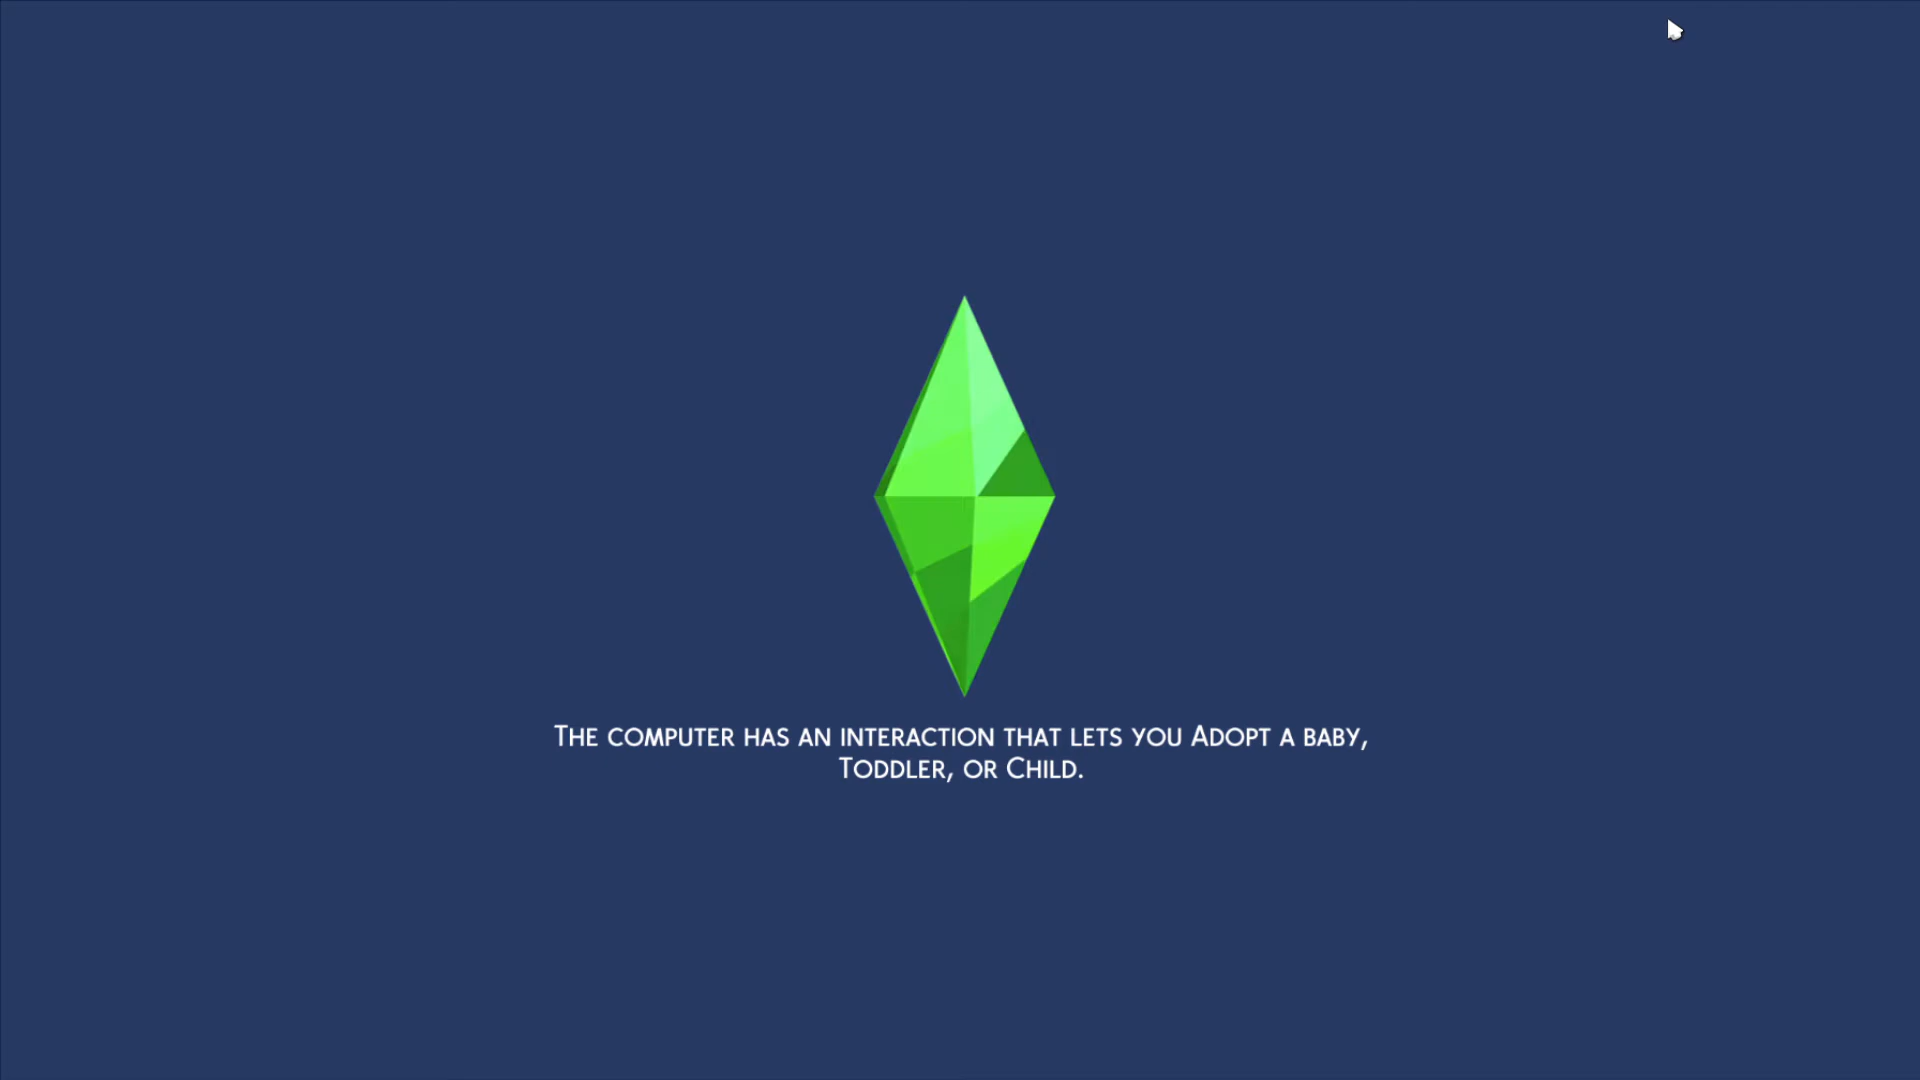 The computer has an interaction that lets you Adopt a baby,
Toddler, or Child.